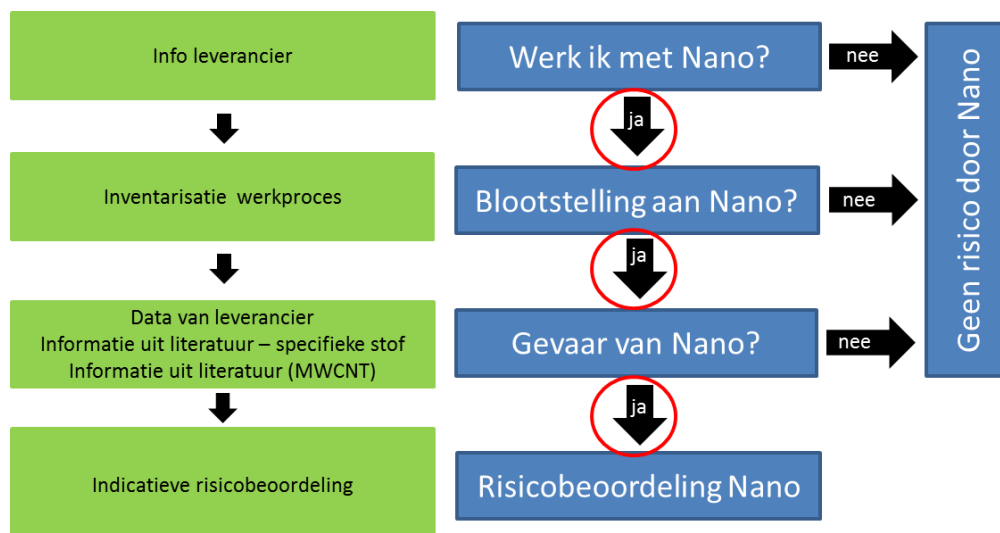 Info leverancier
Werk ik met Nano?
nee
ja
Inventarisatie werkproces
Blootstelling aan Nano?
nee
ja
Data van leverancier
Informatie uit literatuur – specifieke stof
Informatie uit literatuur (MWCNT)
Gevaar van Nano?
nee
ja
Indicatieve risicobeoordeling
Risicobeoordeling Nano
Geen risico door Nano